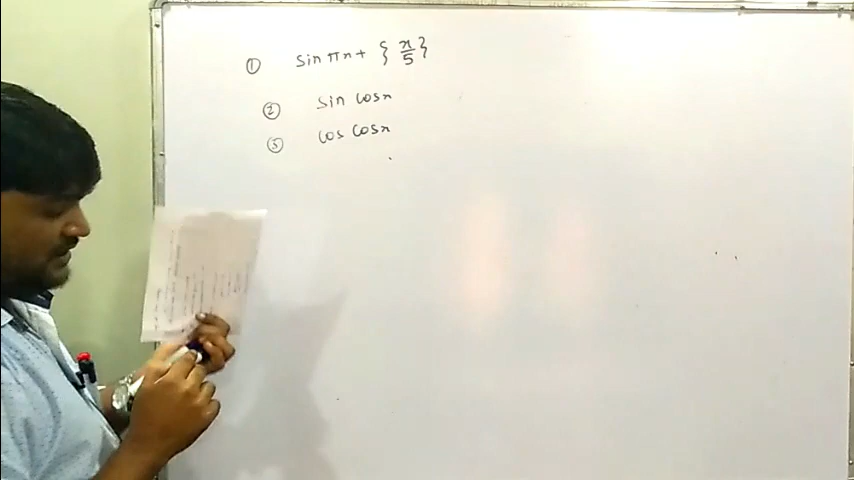 ① sin πx + {x/5}
② sin cosx
③ cos cosx